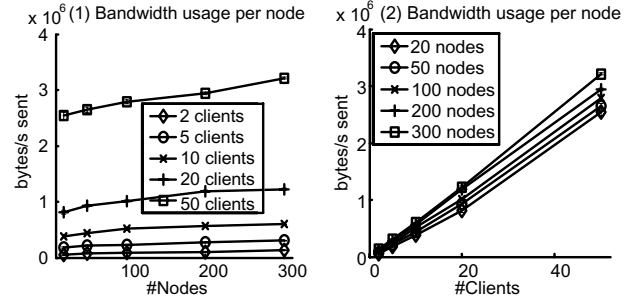 x 10^6 (1) Bandwidth usage per node
4
3
2
1
0
bytes/s sent
2 clients
5 clients
10 clients
20 clients
50 clients
100
200
300
#Nodes
x 10^6 (2) Bandwidth usage per node
4
2
1
0
bytes/s sent
20 nodes
50 nodes
100 nodes
200 nodes
300 nodes
0
20
40
#Clients